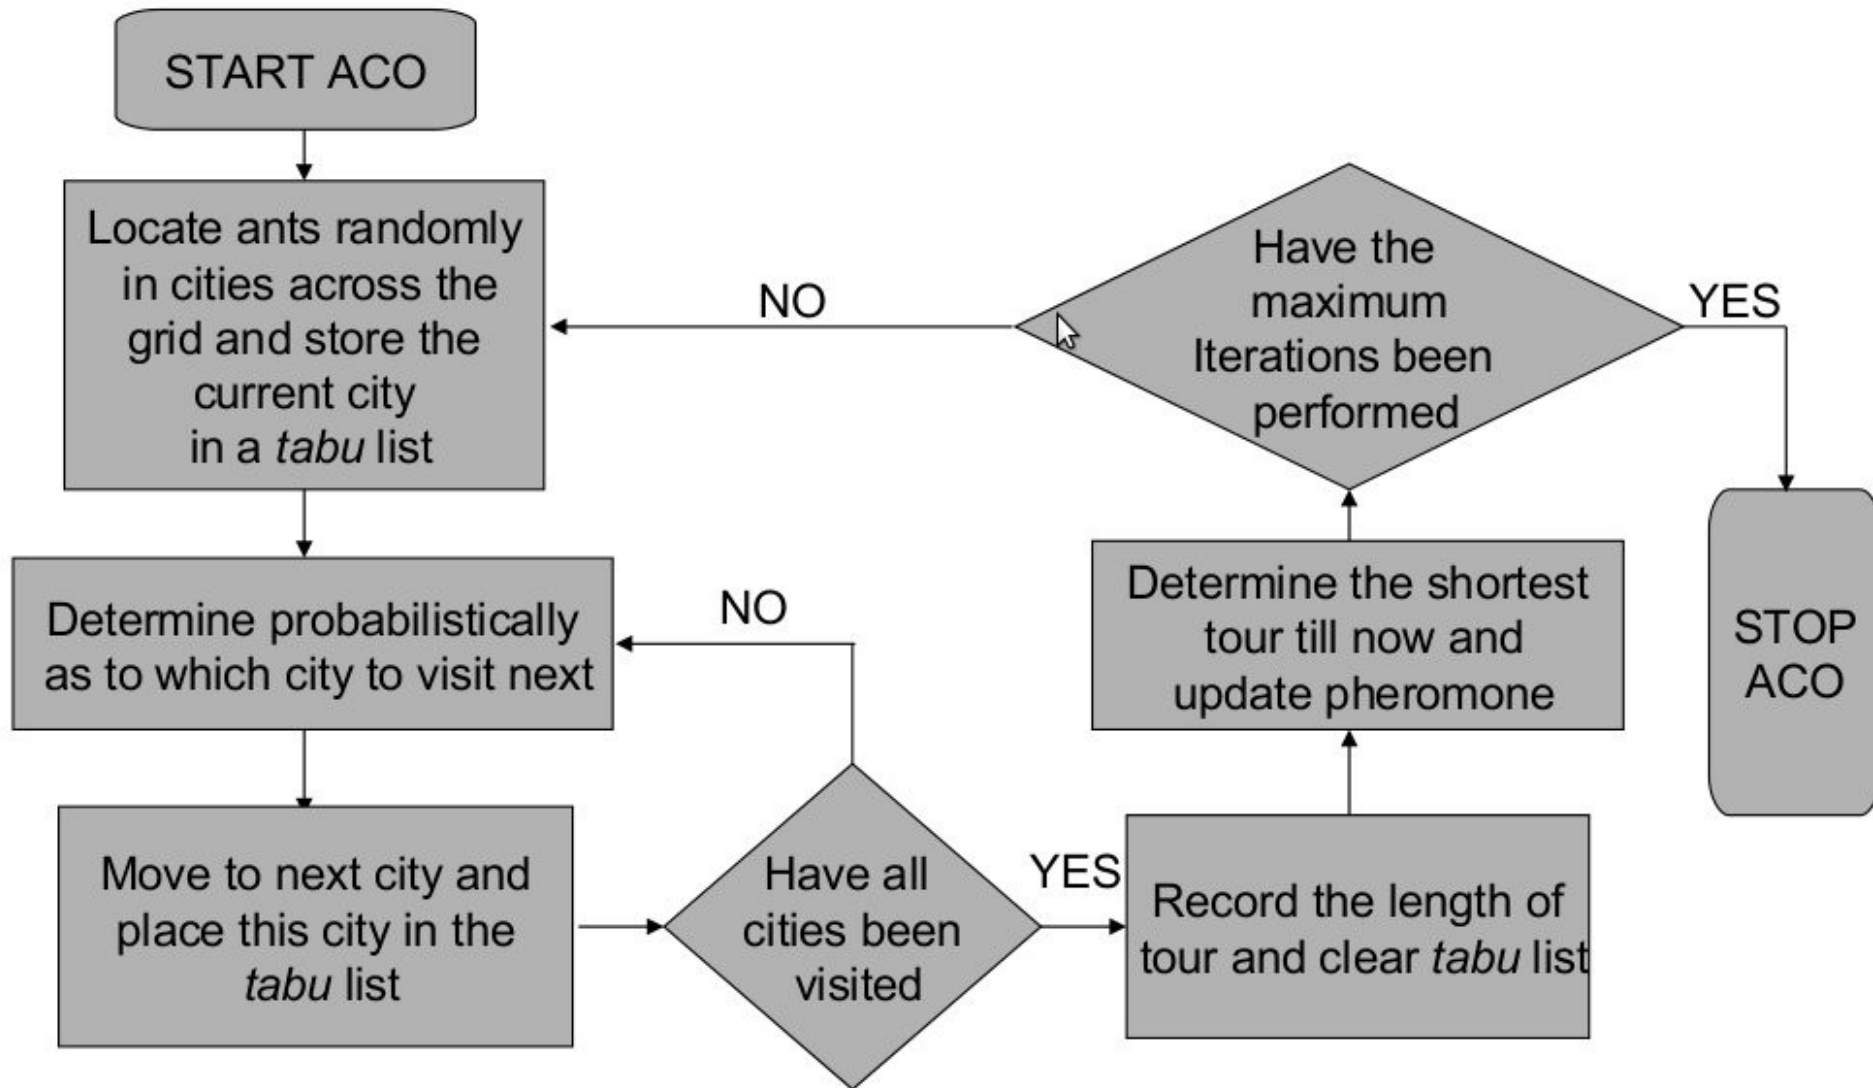 START ACO
Locate ants randomly
in cities across the
grid and store the
current city
in a tabu list
Determine probabilistically
as to which city to visit next
Move to next city and
place this city in the
tabu list
Have all
cities been
visited
NO
YES
Record the length of
tour and clear tabu list
Determine the shortest
tour till now and
update pheromone
Have the
maximum
Iterations been
performed
NO
YES
STOP
ACO